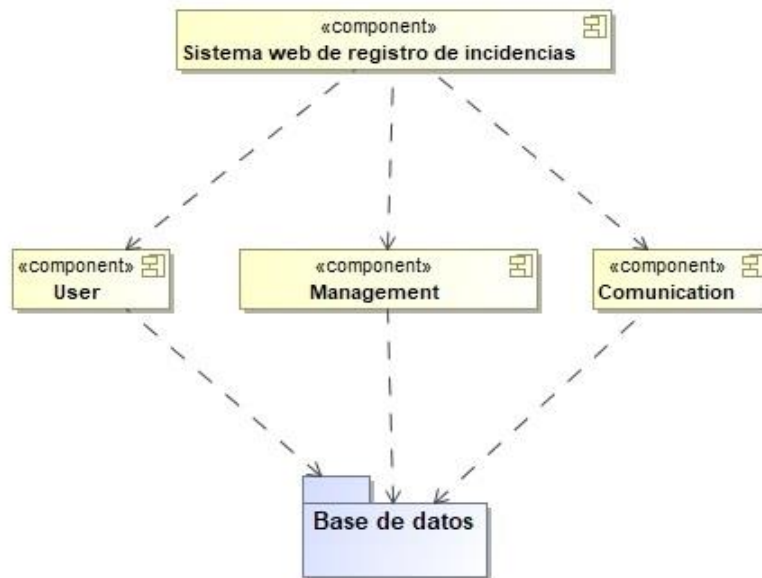 «component»
Sistema web de registro de incidencias
«component»
User
«component»
Management
«component»
Comunication
Base de datos